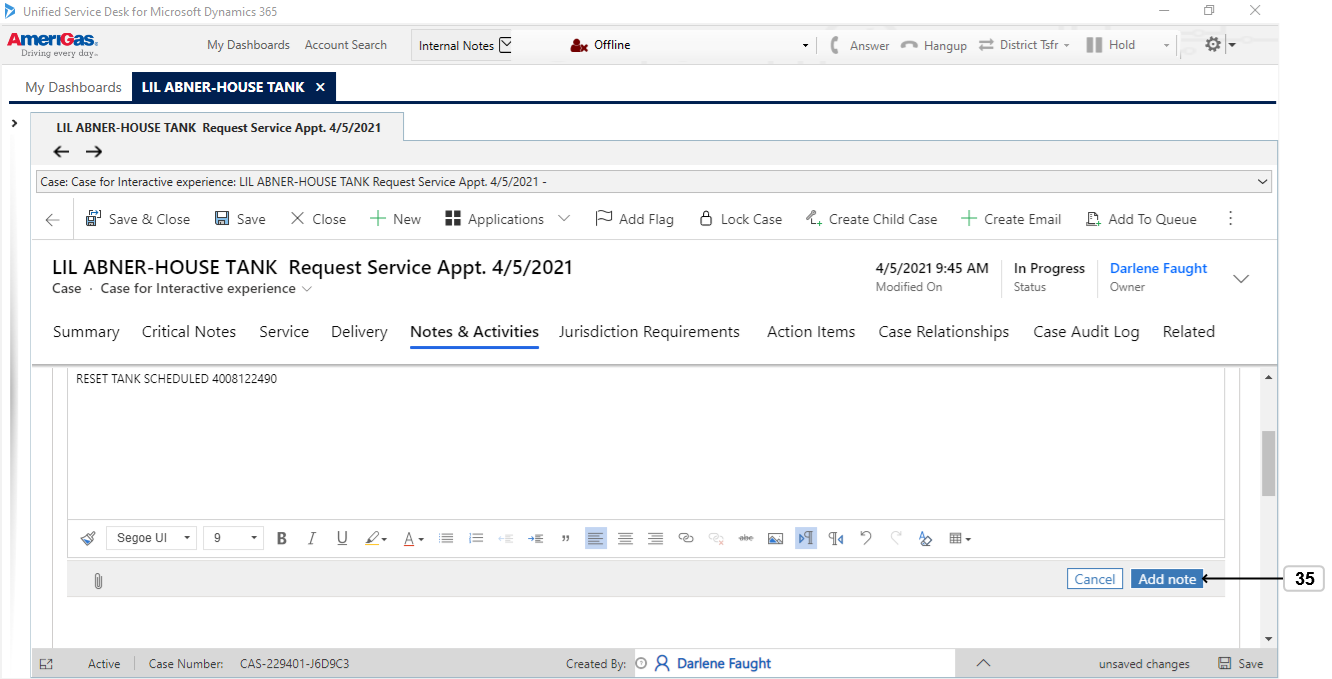 Unified Service Desk for Microsoft Dynamics 365
AmeriGas.
Driving every day.
My Dashboards Account Search Internal Notes Offline Answer Hangup District Tsfr Hold
My Dashboards LIL ABNER-HOUSE TANK
LIL ABNER-HOUSE TANK Request Service Appt. 4/5/2021
Case: Case for Interactive experience: LIL ABNER-HOUSE TANK Request Service Appt. 4/5/2021 -
Save & Close Save Close New Applications Add Flag Lock Case Create Child Case Create Email Add To Queue
LIL ABNER-HOUSE TANK Request Service Appt. 4/5/2021
Case · Case for Interactive experience
4/5/2021 9:45 AM
Modified On
In Progress
Status
Darlene Faught
Owner
Summary Critical Notes Service Delivery Notes & Activities Jurisdiction Requirements Action Items Case Relationships Case Audit Log Related
RESET TANK SCHEDULED 4008122490
Segoe UI 9 B I U A ” abc
Cancel Add note 35
Active Case Number: CAS-229401-J6D9C3 Created By: Darlene Faught unsaved changes Save